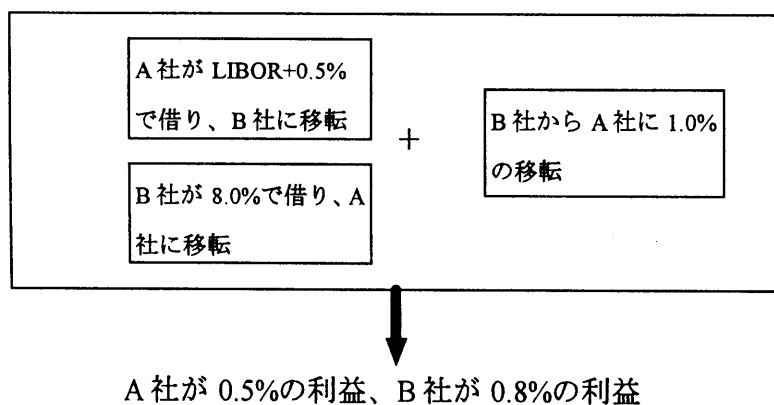 A 社が LIBOR+0.5%
で借り、B 社に移転
+
B 社から A 社に 1.0%
の移転
B 社が 8.0%で借り、A
社に移転
A 社が 0.5%の利益、B 社が 0.8%の利益